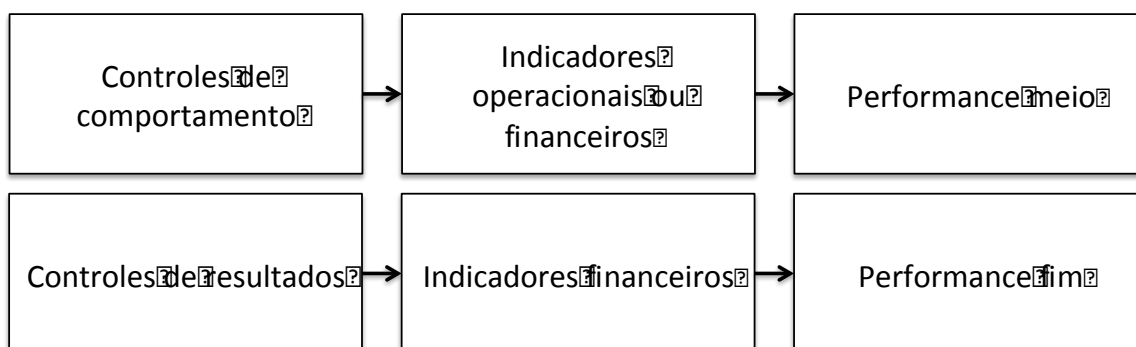 Controles de
comportamento
Indicadores
operacionais ou
financeiros
Performance meio
Controles de resultados
Indicadores financeiros
Performance fim